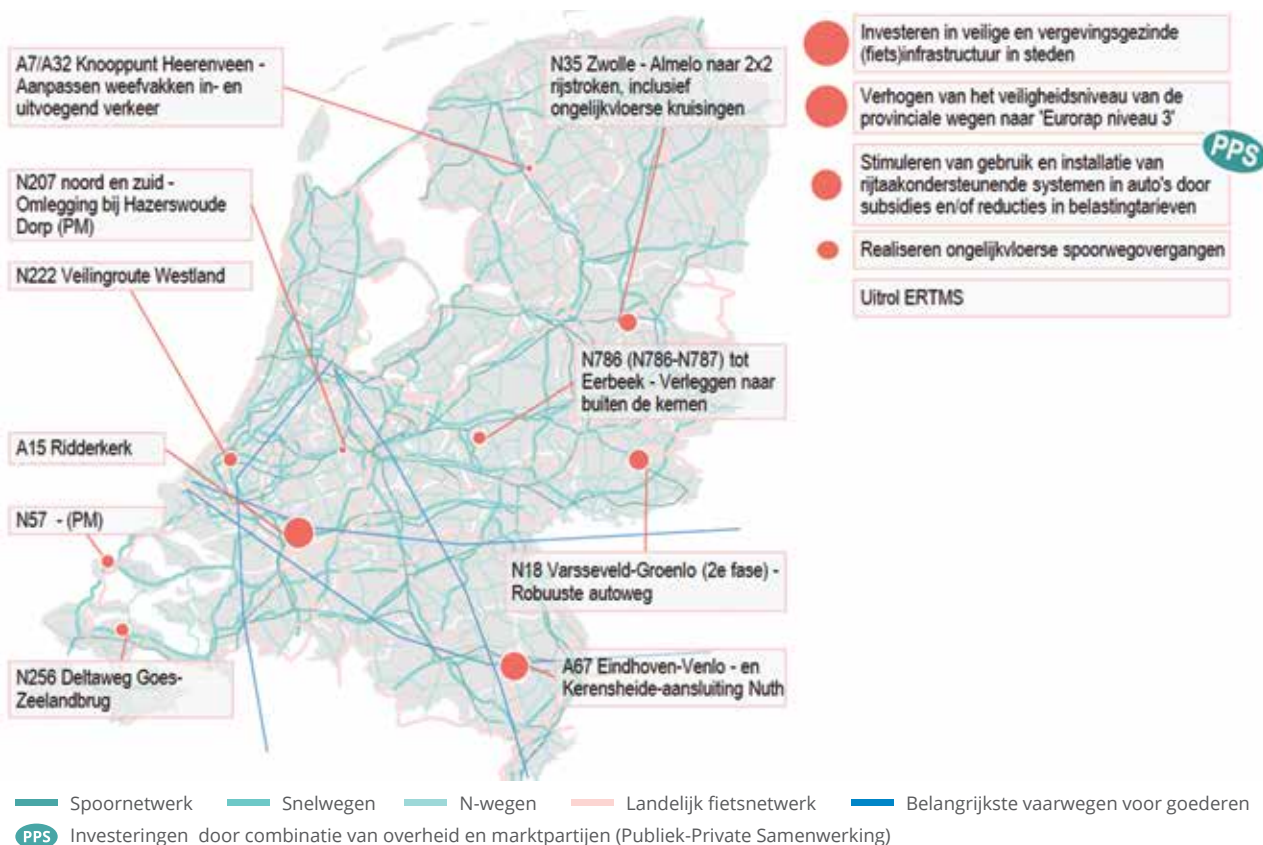 A7/A32 Knooppunt Heerenveen -
Aanpassen weefvakken in- en
uitvoegend verkeer
N207 noord en zuid -
Omlegging bij Hazerswoude
Dorp (PM)
N222 Veilingroute Westland
A15 Ridderkerk
N57 - (PM)
N256 Deltaweg Goes-
Zeelandbrug
N35 Zwolle - Almelo naar 2x2
rijstroken, inclusief
ongelijkvloerse kruisingen
N786 (N786-N787) tot
Eerbeek - Verleggen naar
buiten de kernen
N18 Varsseveld-Groenlo (2e fase) -
Robuuste autoweg
A67 Eindhoven-Venlo - en
Kerensheide-aansluiting Nuth
Investeren in veilige en vergevingsgezinde
(fiets)infrastructuur in steden
Verhogen van het veiligheidsniveau van de
provinciale wegen naar 'Eurorap niveau 3'
PPS
Stimuleren van gebruik en installatie van
rijtaakondersteunende systemen in auto's door
subsidies en/of reducties in belastingtarieven
Realiseren ongelijkvloerse spoorwegovergangen
Uitrol ERTMS
Spoornetwerk
Snelwegen
N-wegen
Landelijk fietsnetwerk
Belangrijkste vaarwegen voor goederen
PPS Investeringen door combinatie van overheid en marktpartijen (Publiek-Private Samenwerking)